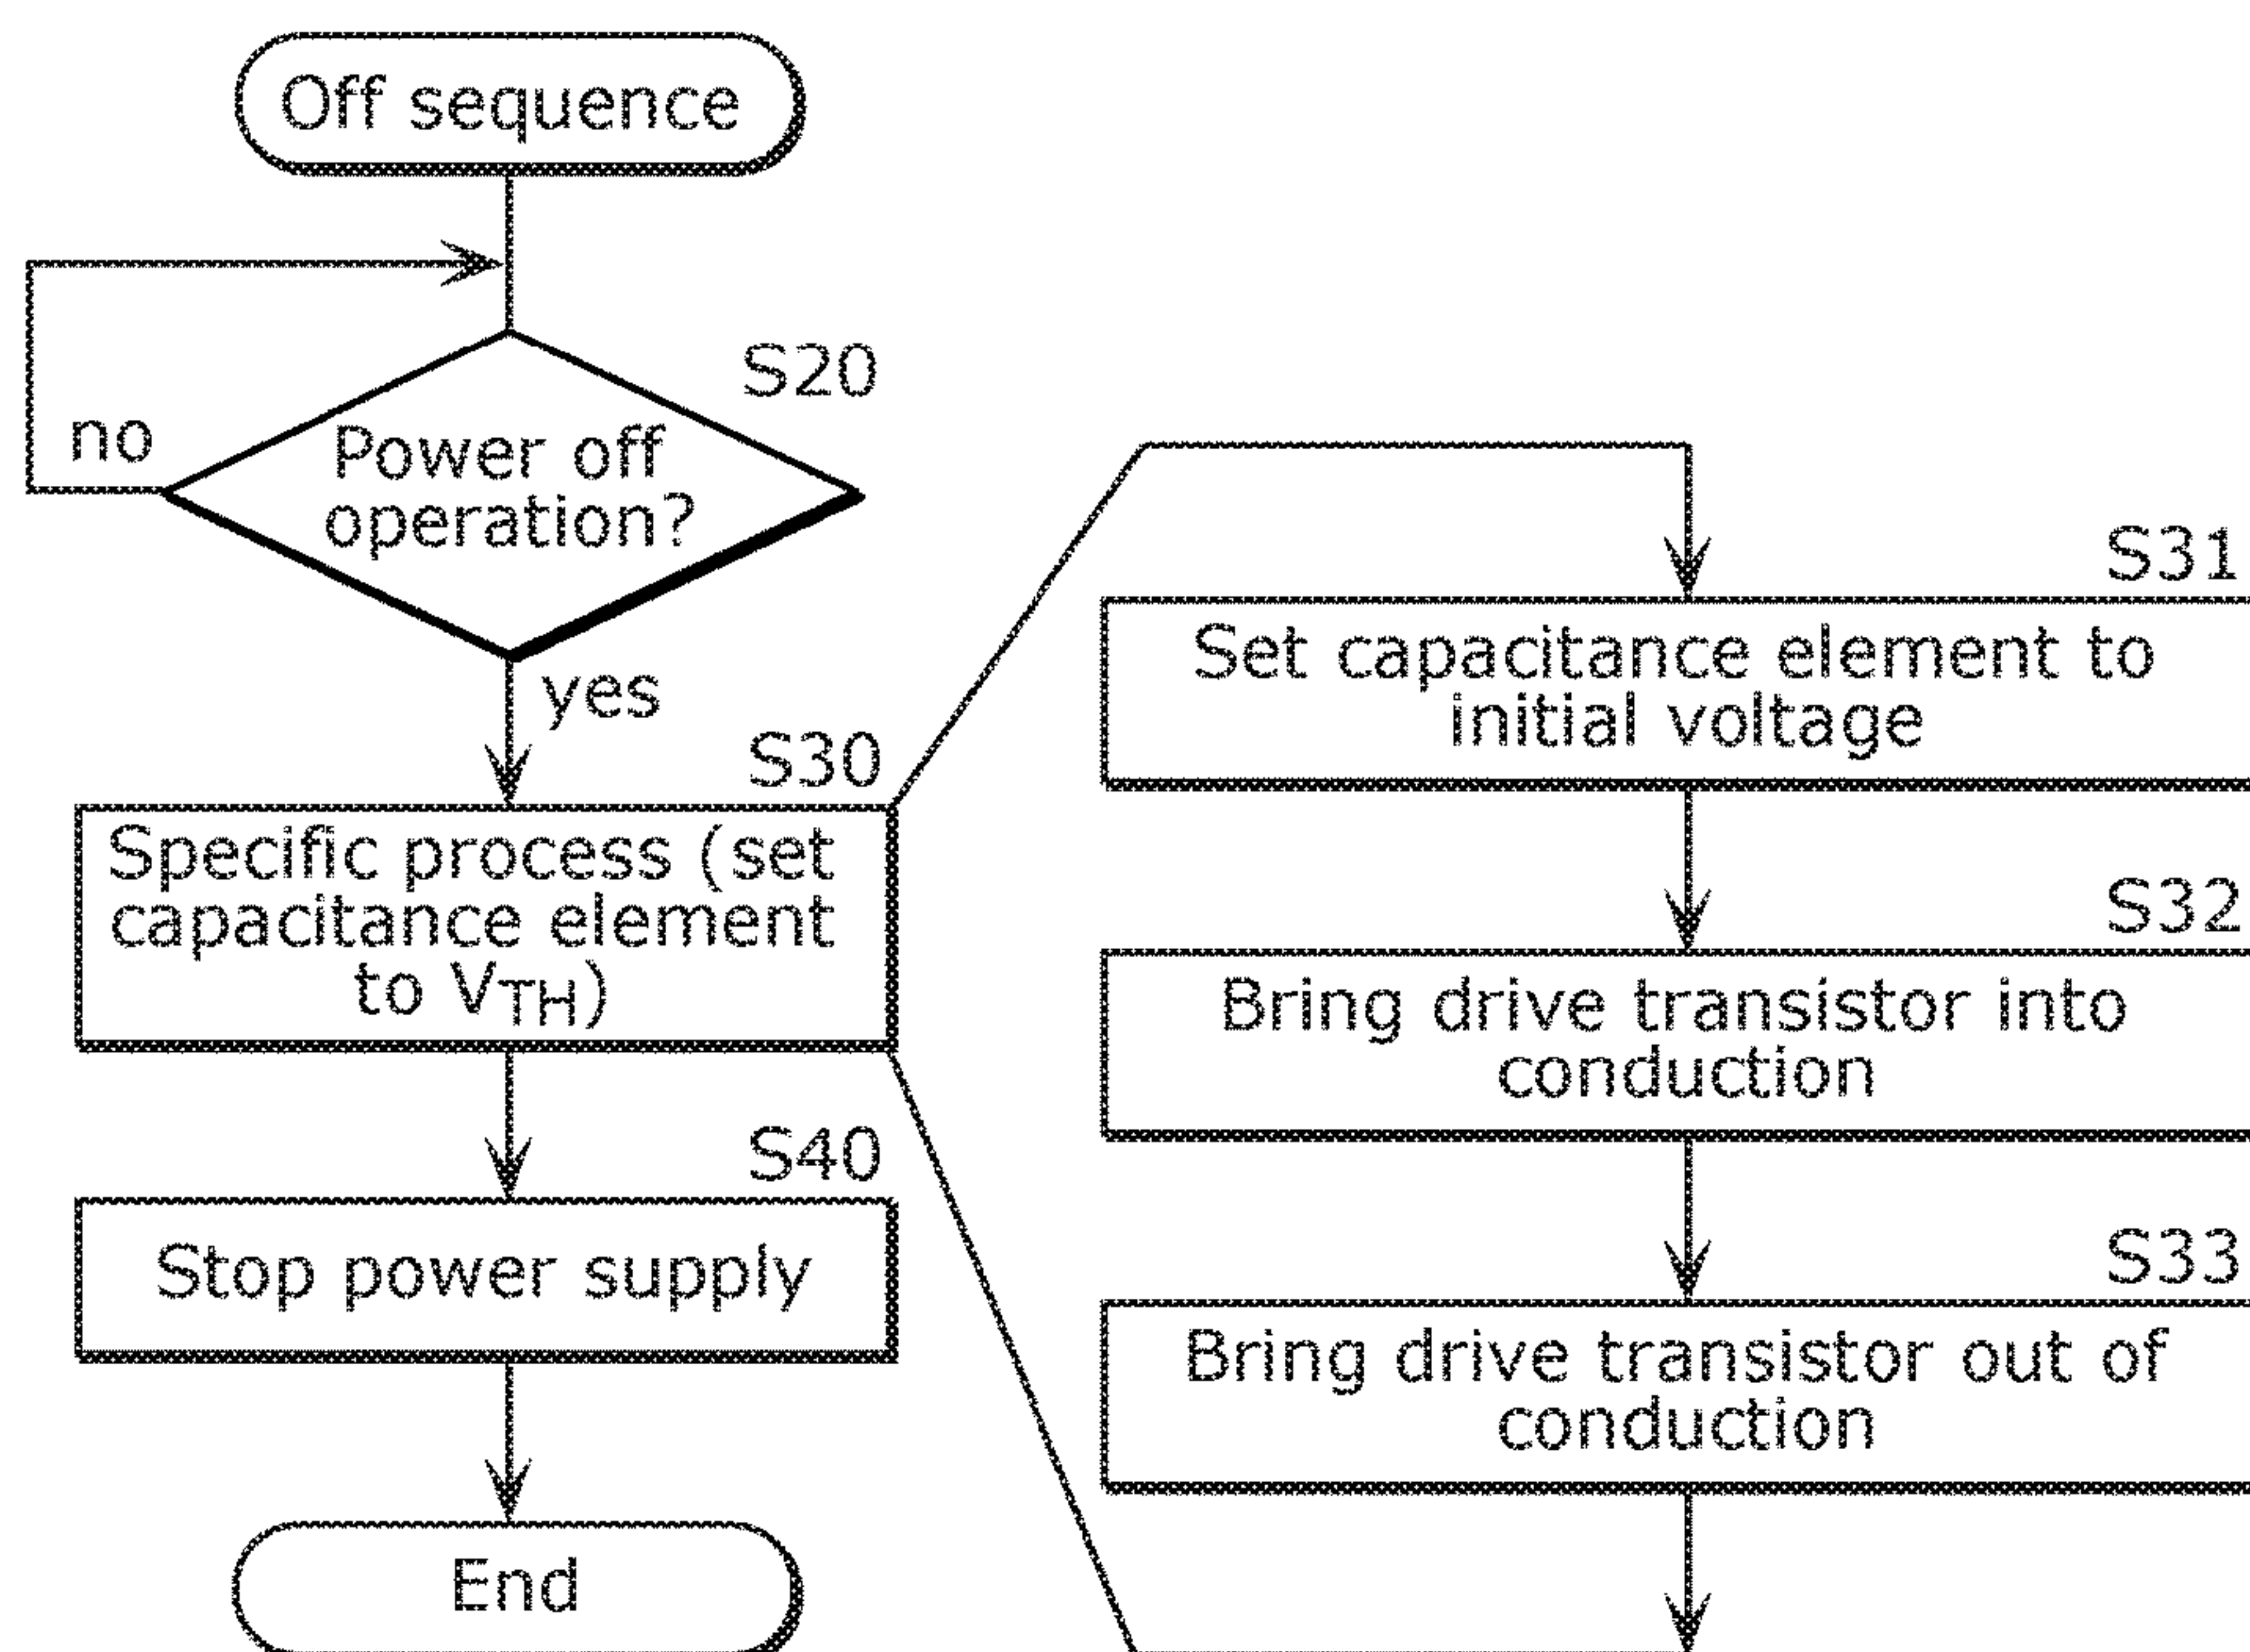 Off sequence
S20
no
Power off
operation?
yes
S30
Specific process (set
capacitance element
to VTH)
S40
Stop power supply
End
S31
Set capacitance element to
initial voltage
S32
Bring drive transistor into
conduction
S33
Bring drive transistor out of
conduction